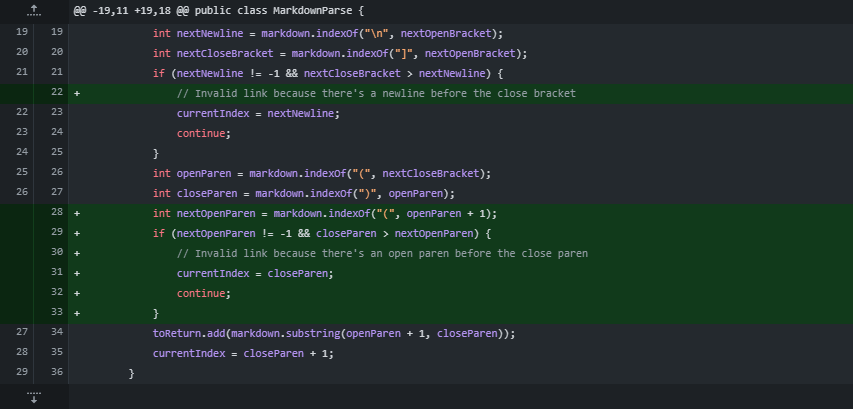 @@ -19,11 +19,18 @@ public class MarkdownParse {
19 19 int nextNewline = markdown.indexOf("\n", nextOpenBracket);
20 20 int nextCloseBracket = markdown.indexOf("]", nextOpenBracket);
21 21 if (nextNewline != -1 && nextCloseBracket > nextNewline) {
22 + // Invalid link because there's a newline before the close bracket
22 23 currentIndex = nextNewline;
23 24 continue;
24 25 }
25 26 int openParen = markdown.indexOf("(", nextCloseBracket);
26 27 int closeParen = markdown.indexOf(")", openParen);
28 + int nextOpenParen = markdown.indexOf("(", openParen + 1);
29 + if (nextOpenParen != -1 && closeParen > nextOpenParen) {
30 + // Invalid link because there's an open paren before the close paren
31 + currentIndex = closeParen;
32 + continue;
33 + }
27 34 toReturn.add(markdown.substring(openParen + 1, closeParen));
28 35 currentIndex = closeParen + 1;
29 36 }